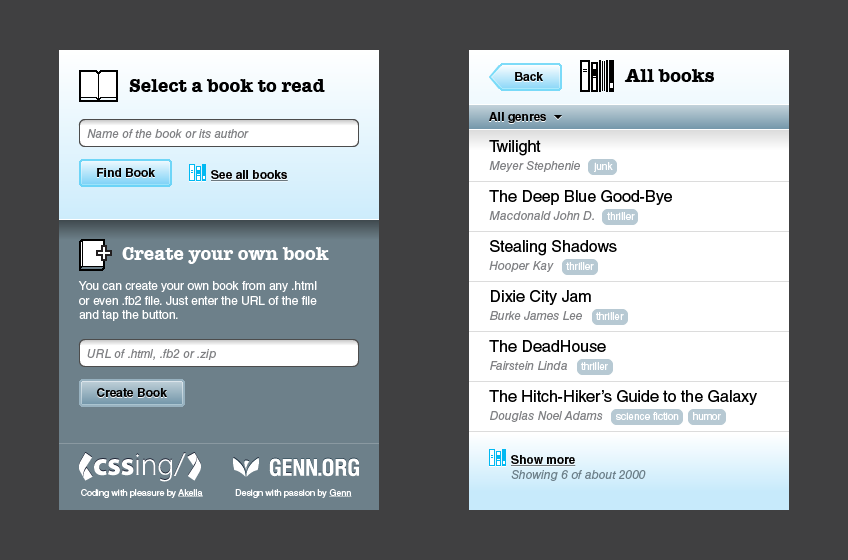 Select a book to read
Name of the book or its author
Find Book
See all books
Create your own book
You can create your own book from any .html
or even .fb2 file. Just enter the URL of the file
and tap the button.
URL of .html, .fb2 or .zip
Create Book
{cssing/}
Coding with pleasure by Akella
GENN.ORG
Design with passion by Genn
Back
All books
All genres
Twilight
Meyer Stephenie junk
The Deep Blue Good-Bye
Macdonald John D. thriller
Stealing Shadows
Hooper Kay thriller
Dixie City Jam
Burke James Lee thriller
The DeadHouse
Fairstein Linda thriller
The Hitch-Hiker’s Guide to the Galaxy
Douglas Noel Adams science fiction humor
Show more
Showing 6 of about 2000